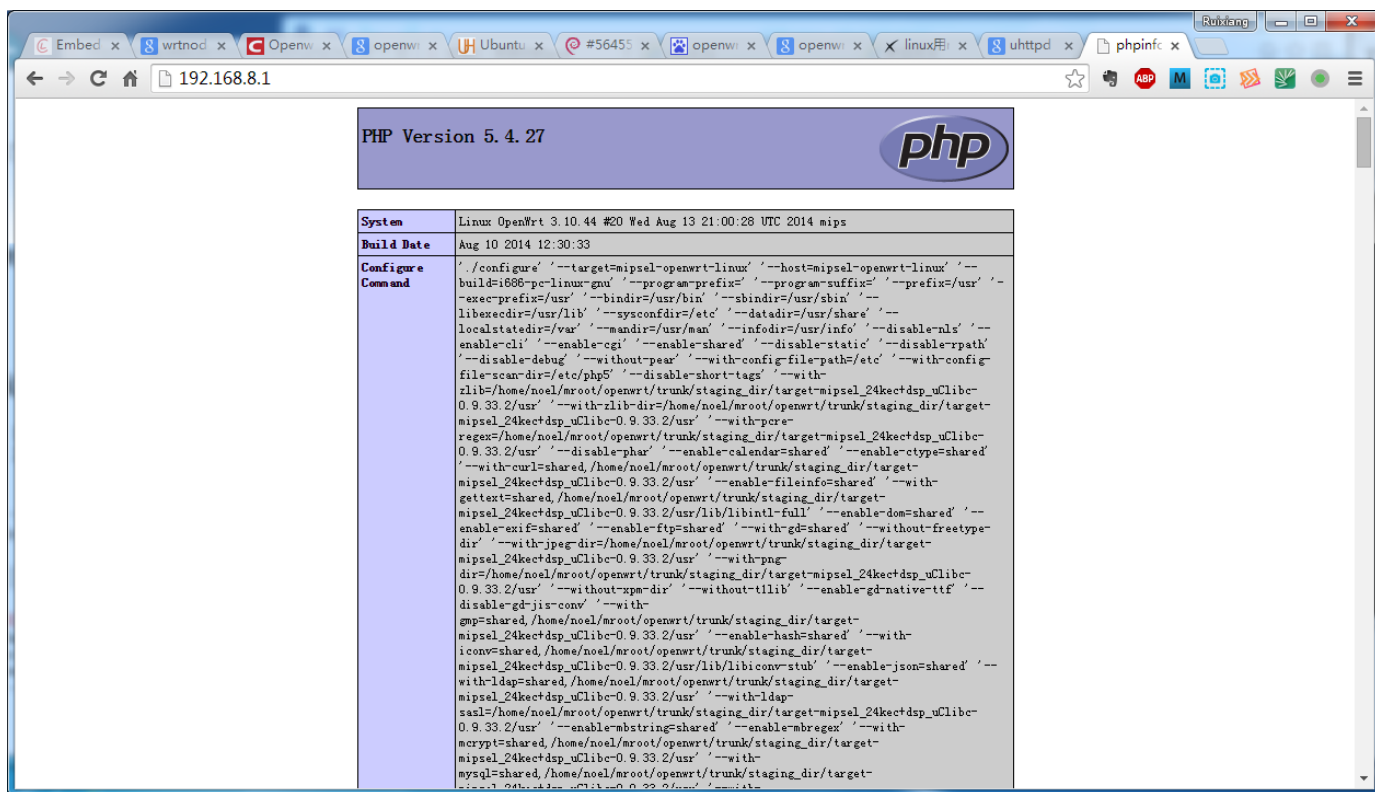 Ruixiang
Embed
wrtnod
Openw
openwr
Ubuntu
#56455
openwr
openwr
linux用
uhttpd
phpinfo
192.168.8.1
ABP
M
PHP Version 5.4.27
php
System
Linux OpenWrt 3.10.44 #20 Wed Aug 13 21:00:28 UTC 2014 mips
Build Date
Aug 10 2014 12:30:33
Configure
Command
'./configure' '--target=mipsel-openwrt-linux' '--host=mipsel-openwrt-linux' '--
build=i686-pc-linux-gnu' '--program-prefix=' '--program-suffix=' '--prefix=/usr' '-
-exec-prefix=/usr' '--bindir=/usr/bin' '--sbindir=/usr/sbin' '--
libexecdir=/usr/lib' '--sysconfdir=/etc' '--datadir=/usr/share' '--
localstatedir=/var' '--mandir=/usr/man' '--infodir=/usr/info' '--disable-nls' '--
enable-cli' '--enable-cgi' '--enable-shared' '--disable-static' '--disable-rpath'
'--disable-debug' '--without-pear' '--with-config-file-path=/etc' '--with-config-
file-scan-dir=/etc/php5' '--disable-short-tags' '--with-
zlib=/home/noel/mroot/openwrt/trunk/staging_dir/target-mipsel_24kec+dsp_uClibc-
0.9.33.2/usr' '--with-zlib-dir=/home/noel/mroot/openwrt/trunk/staging_dir/target-
mipsel_24kec+dsp_uClibc-0.9.33.2/usr' '--with-pcre-
regex=/home/noel/mroot/openwrt/trunk/staging_dir/target-mipsel_24kec+dsp_uClibc-
0.9.33.2/usr' '--disable-phar' '--enable-calendar=shared' '--enable-ctype=shared'
'--with-curl=shared,/home/noel/mroot/openwrt/trunk/staging_dir/target-
mipsel_24kec+dsp_uClibc-0.9.33.2/usr' '--enable-fileinfo=shared' '--with-
gettext=shared,/home/noel/mroot/openwrt/trunk/staging_dir/target-
mipsel_24kec+dsp_uClibc-0.9.33.2/usr/lib/libintl-full' '--enable-dom=shared' '--
enable-exif=shared' '--enable-ftp=shared' '--with-gd=shared' '--without-freetype-
dir' '--with-jpeg-dir=/home/noel/mroot/openwrt/trunk/staging_dir/target-
mipsel_24kec+dsp_uClibc-0.9.33.2/usr' '--with-png-
dir=/home/noel/mroot/openwrt/trunk/staging_dir/target-mipsel_24kec+dsp_uClibc-
0.9.33.2/usr' '--without-xpm-dir' '--without-t1lib' '--enable-gd-native-ttf' '--
disable-gd-jis-conv' '--with-
gmp=shared,/home/noel/mroot/openwrt/trunk/staging_dir/target-
mipsel_24kec+dsp_uClibc-0.9.33.2/usr' '--enable-hash=shared' '--with-
iconv=shared,/home/noel/mroot/openwrt/trunk/staging_dir/target-
mipsel_24kec+dsp_uClibc-0.9.33.2/usr/lib/libiconv-stub' '--enable-json=shared' '--
with-ldap=shared,/home/noel/mroot/openwrt/trunk/staging_dir/target-
mipsel_24kec+dsp_uClibc-0.9.33.2/usr' '--with-ldap-
sasl=/home/noel/mroot/openwrt/trunk/staging_dir/target-mipsel_24kec+dsp_uClibc-
0.9.33.2/usr' '--enable-mbstring=shared' '--enable-mbregex' '--with-
mcrypt=shared,/home/noel/mroot/openwrt/trunk/staging_dir/target-
mipsel_24kec+dsp_uClibc-0.9.33.2/usr' '--with-
mysql=shared,/home/noel/mroot/openwrt/trunk/staging_dir/target-